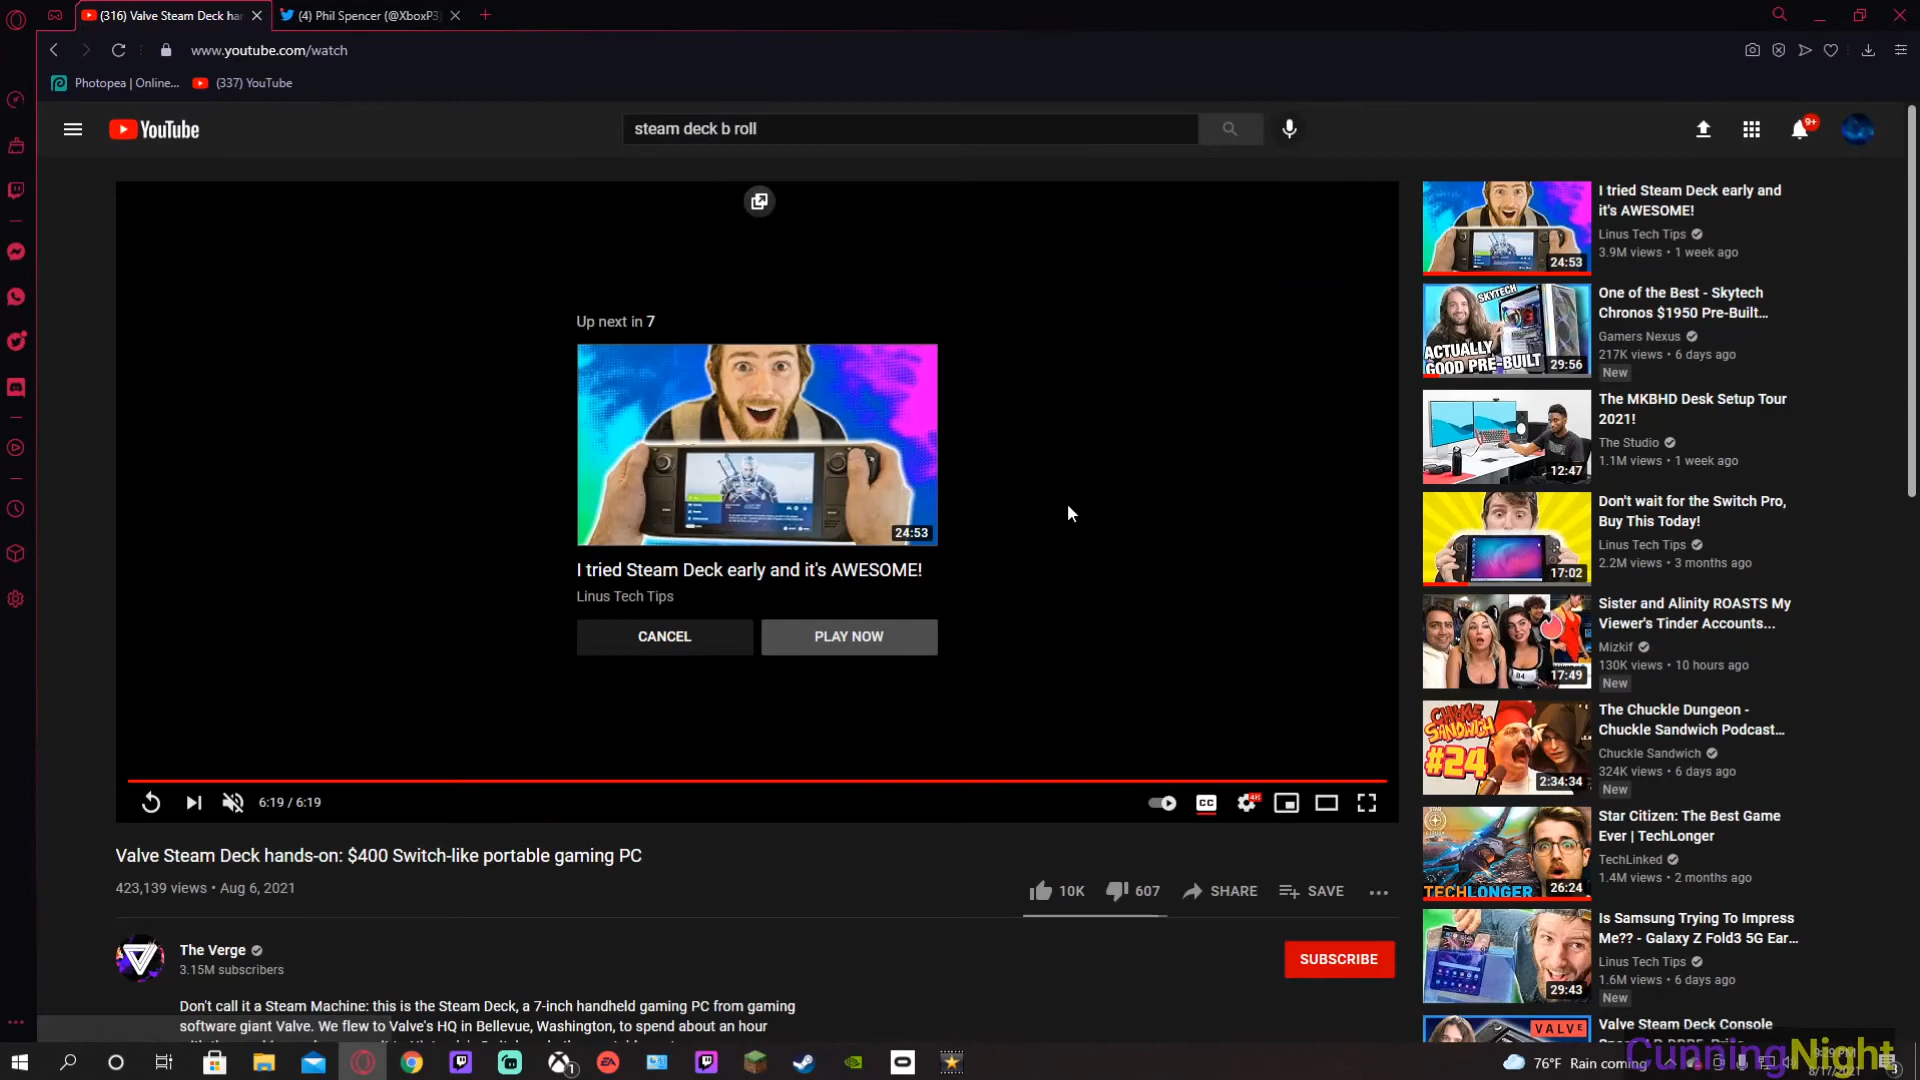 (316) Valve Steam Deck har
(4) Phil Spencer (@XboxP3)
www.youtube.com/watch
Photopea | Online...
(337) YouTube
YouTube
steam deck b roll
9+
Up next in 7
24:53
I tried Steam Deck early and it's AWESOME!
Linus Tech Tips
CANCEL
PLAY NOW
6:19 / 6:19
CC
4K
Valve Steam Deck hands-on: $400 Switch-like portable gaming PC
423,139 views • Aug 6, 2021
10K
607
SHARE
SAVE
The Verge
3.15M subscribers
SUBSCRIBE
Don't call it a Steam Machine: this is the Steam Deck, a 7-inch handheld gaming PC from gaming
software giant Valve. We flew to Valve's HQ in Bellevue, Washington, to spend about an hour
24:53
I tried Steam Deck early and
it's AWESOME!
Linus Tech Tips
3.9M views • 1 week ago
SKYTECH
ACTUALLY
GOOD PRE-BUILT
29:56
One of the Best - Skytech
Chronos $1950 Pre-Built...
Gamers Nexus
217K views • 6 days ago
New
12:47
The MKBHD Desk Setup Tour
2021!
The Studio
1.1M views • 1 week ago
17:02
Don't wait for the Switch Pro,
Buy This Today!
Linus Tech Tips
2.2M views • 3 months ago
17:49
Sister and Alinity ROASTS My
Viewer's Tinder Accounts...
Mizkif
130K views • 10 hours ago
New
CHUCKLE
SANDWICH
#24
2:34:34
The Chuckle Dungeon -
Chuckle Sandwich Podcast...
Chuckle Sandwich
324K views • 6 days ago
New
TECHLONGER
26:24
Star Citizen: The Best Game
Ever | TechLonger
TechLinked
1.4M views • 2 months ago
29:43
Is Samsung Trying To Impress
Me?? - Galaxy Z Fold3 5G Ear...
Linus Tech Tips
1.6M views • 6 days ago
New
VALVE
Valve Steam Deck Console
76°F Rain coming
CunningNight